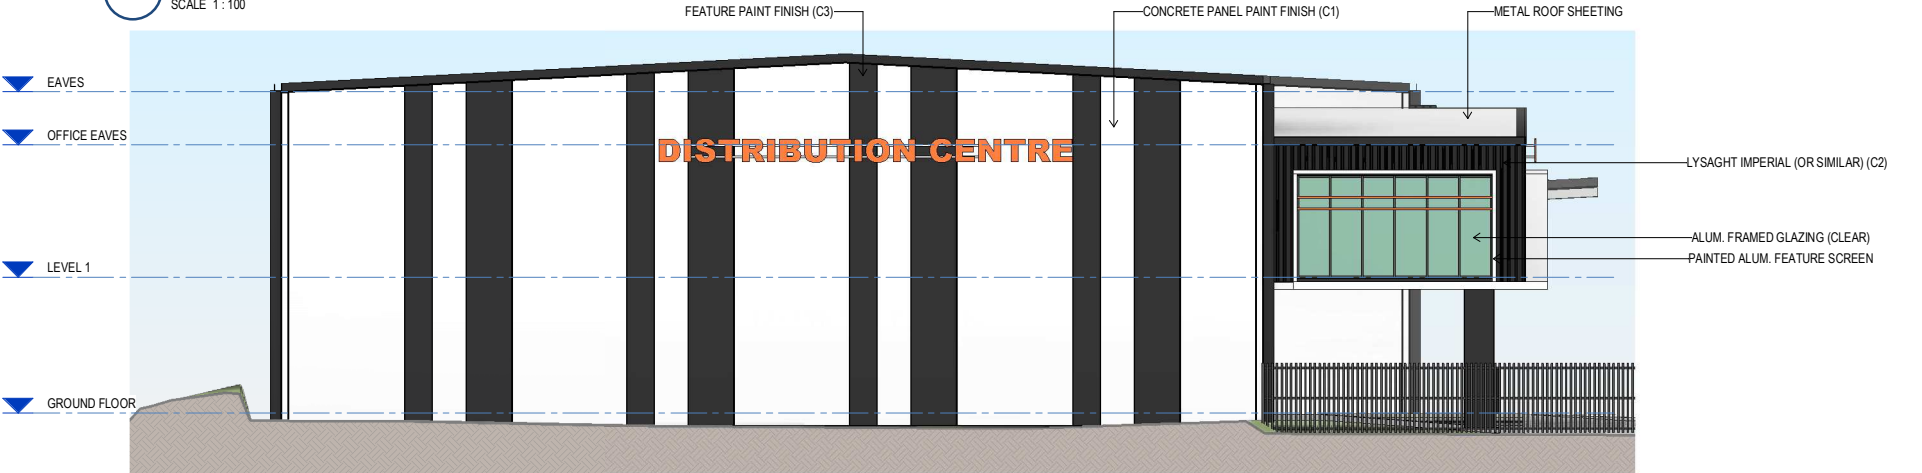 SCALE 1 : 100
FEATURE PAINT FINISH (C3)
CONCRETE PANEL PAINT FINISH (C1)
METAL ROOF SHEETING
EAVES
OFFICE EAVES
DISTRIBUTION CENTRE
LYSAGHT IMPERIAL (OR SIMILAR) (C2)
ALUM. FRAMED GLAZING (CLEAR)
PAINTED ALUM. FEATURE SCREEN
LEVEL 1
GROUND FLOOR